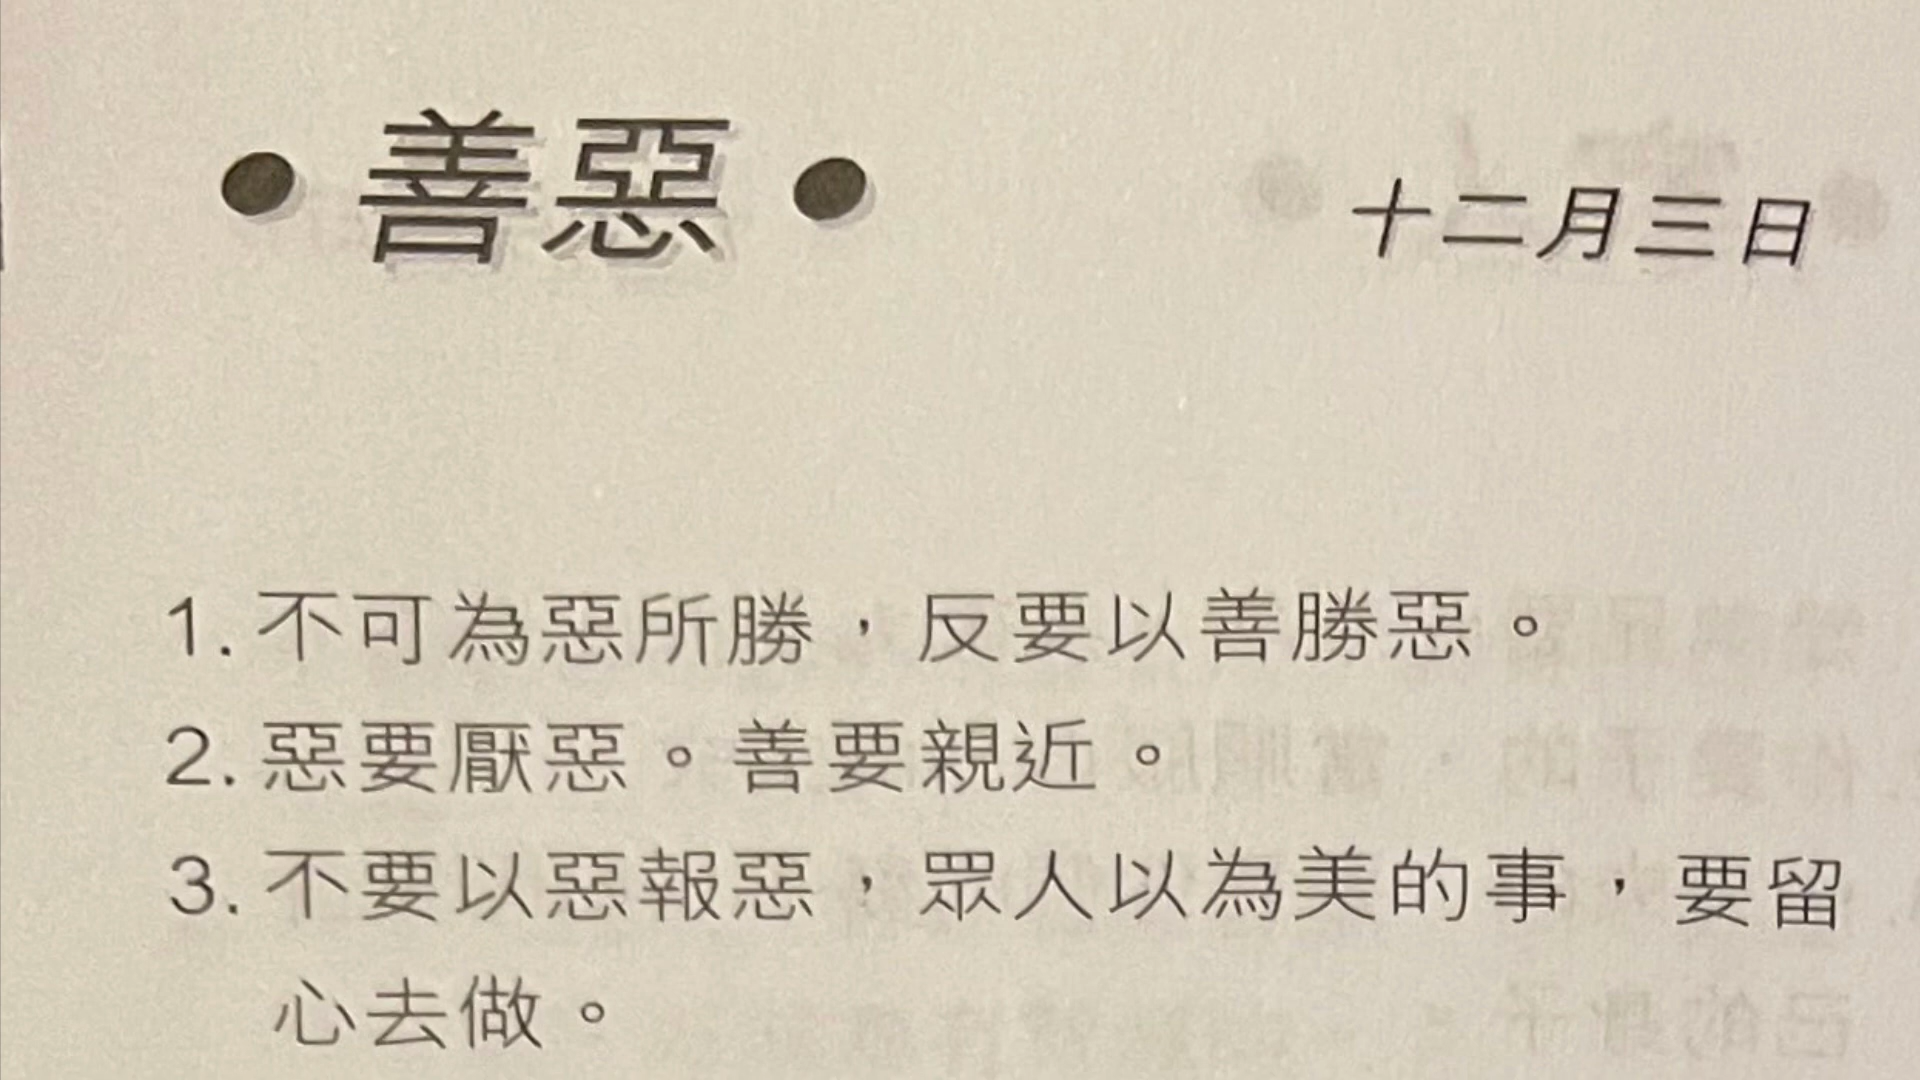 •善惡•
十二月三日
1. 不可為惡所勝，反要以善勝惡。
2. 惡要厭惡。善要親近。
3. 不要以惡報惡，眾人以為美的事，要留
心去做。